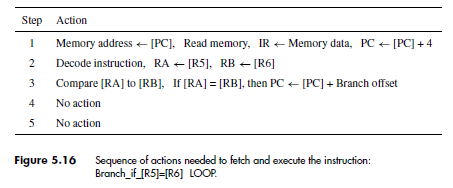 Step Action
1 Memory address ← [PC], Read memory, IR ← Memory data, PC ← [PC] + 4
2 Decode instruction, RA ← [R5], RB ← [R6]
3 Compare [RA] to [RB], If [RA] = [RB], then PC ← [PC] + Branch offset
4 No action
5 No action
Figure 5.16 Sequence of actions needed to fetch and execute the instruction:
Branch_if_[R5]=[R6] LOOP.